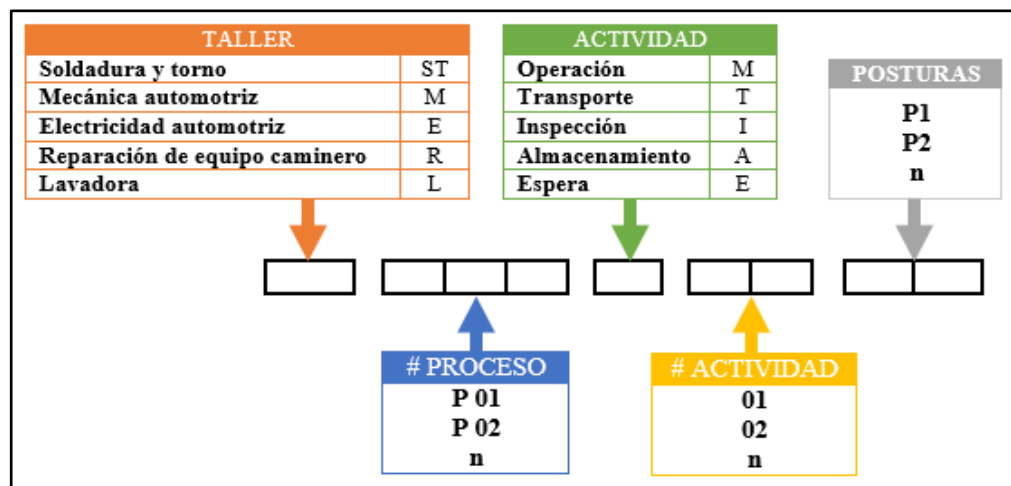 TALLER
Soldadura y torno ST
Mecánica automotriz M
Electricidad automotriz E
Reparación de equipo caminero R
Lavadora L
ACTIVIDAD
Operación M
Transporte T
Inspección I
Almacenamiento A
Espera E
POSTURAS
P1
P2
n
# PROCESO
P 01
P 02
n
# ACTIVIDAD
01
02
n